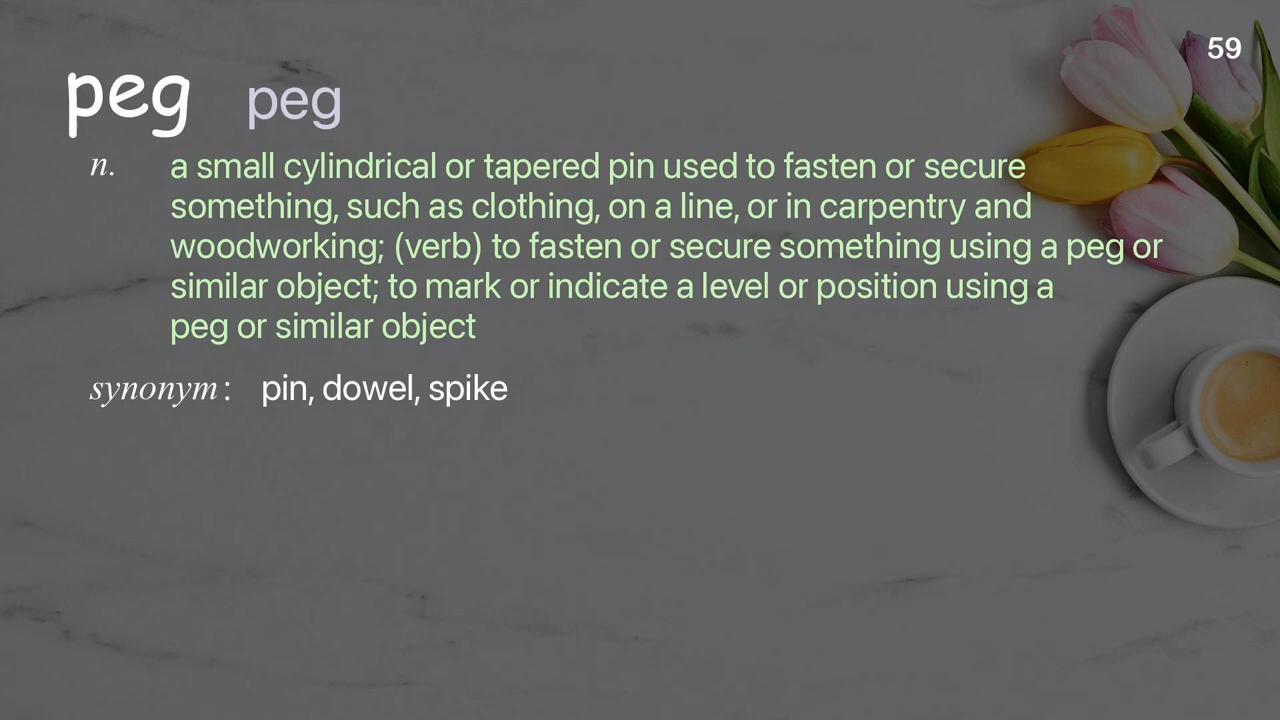 59
peg peg
n. a small cylindrical or tapered pin used to fasten or secure
something, such as clothing, on a line, or in carpentry and
woodworking; (verb) to fasten or secure something using a peg or
similar object; to mark or indicate a level or position using a
peg or similar object
synonym: pin, dowel, spike